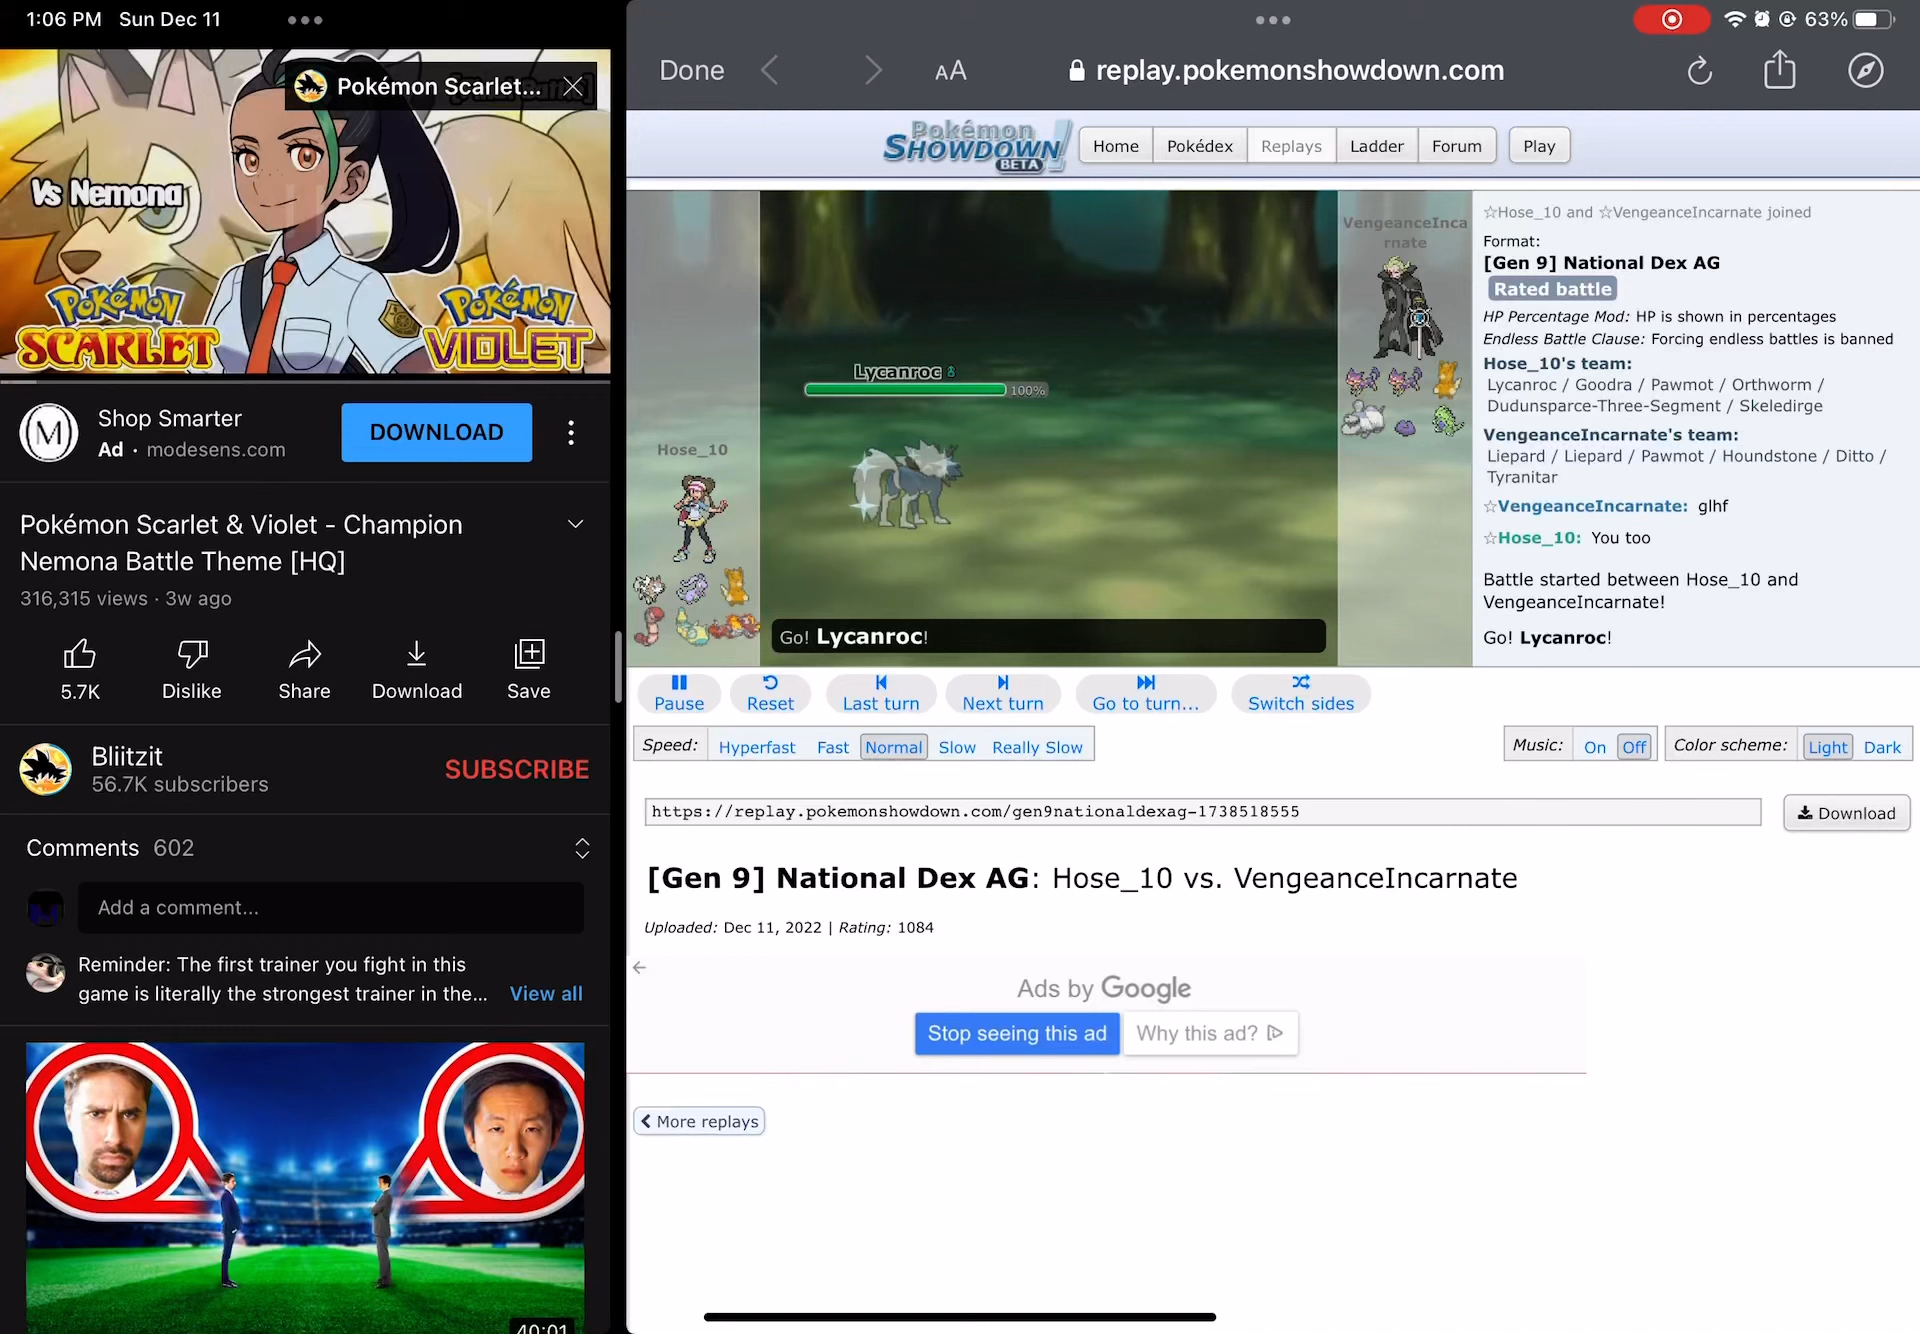 1:06 PM Sun Dec 11
63%
Pokémon Scarlet...
Vs Nemona
POKÉMON SCARLET
POKÉMON VIOLET
Shop Smarter
Ad · modesens.com
DOWNLOAD
Pokémon Scarlet & Violet - Champion
Nemona Battle Theme [HQ]
316,315 views · 3w ago
5.7K
Dislike
Share
Download
Save
Bliitzit
56.7K subscribers
SUBSCRIBE
Comments 602
Add a comment...
Reminder: The first trainer you fight in this
game is literally the strongest trainer in the... View all
40:01
Done
AA
replay.pokemonshowdown.com
Pokémon
SHOWDOWN!
BETA
Home
Pokédex
Replays
Ladder
Forum
Play
Hose_10
Lycanroc
100%
Go! Lycanroc!
VengeanceInca
rnate
☆Hose_10 and ☆VengeanceIncarnate joined
Format:
[Gen 9] National Dex AG
Rated battle
HP Percentage Mod: HP is shown in percentages
Endless Battle Clause: Forcing endless battles is banned
Hose_10's team:
Lycanroc / Goodra / Pawmot / Orthworm /
Dudunsparce-Three-Segment / Skeledirge
VengeanceIncarnate's team:
Liepard / Liepard / Pawmot / Houndstone / Ditto /
Tyranitar
☆VengeanceIncarnate: glhf
☆Hose_10: You too
Battle started between Hose_10 and
VengeanceIncarnate!
Go! Lycanroc!
Pause
Reset
Last turn
Next turn
Go to turn...
Switch sides
Speed: Hyperfast Fast Normal Slow Really Slow
Music: On Off
Color scheme: Light Dark
https://replay.pokemonshowdown.com/gen9nationaldexag-1738518555
Download
[Gen 9] National Dex AG: Hose_10 vs. VengeanceIncarnate
Uploaded: Dec 11, 2022 | Rating: 1084
Ads by Google
Stop seeing this ad
Why this ad?
More replays